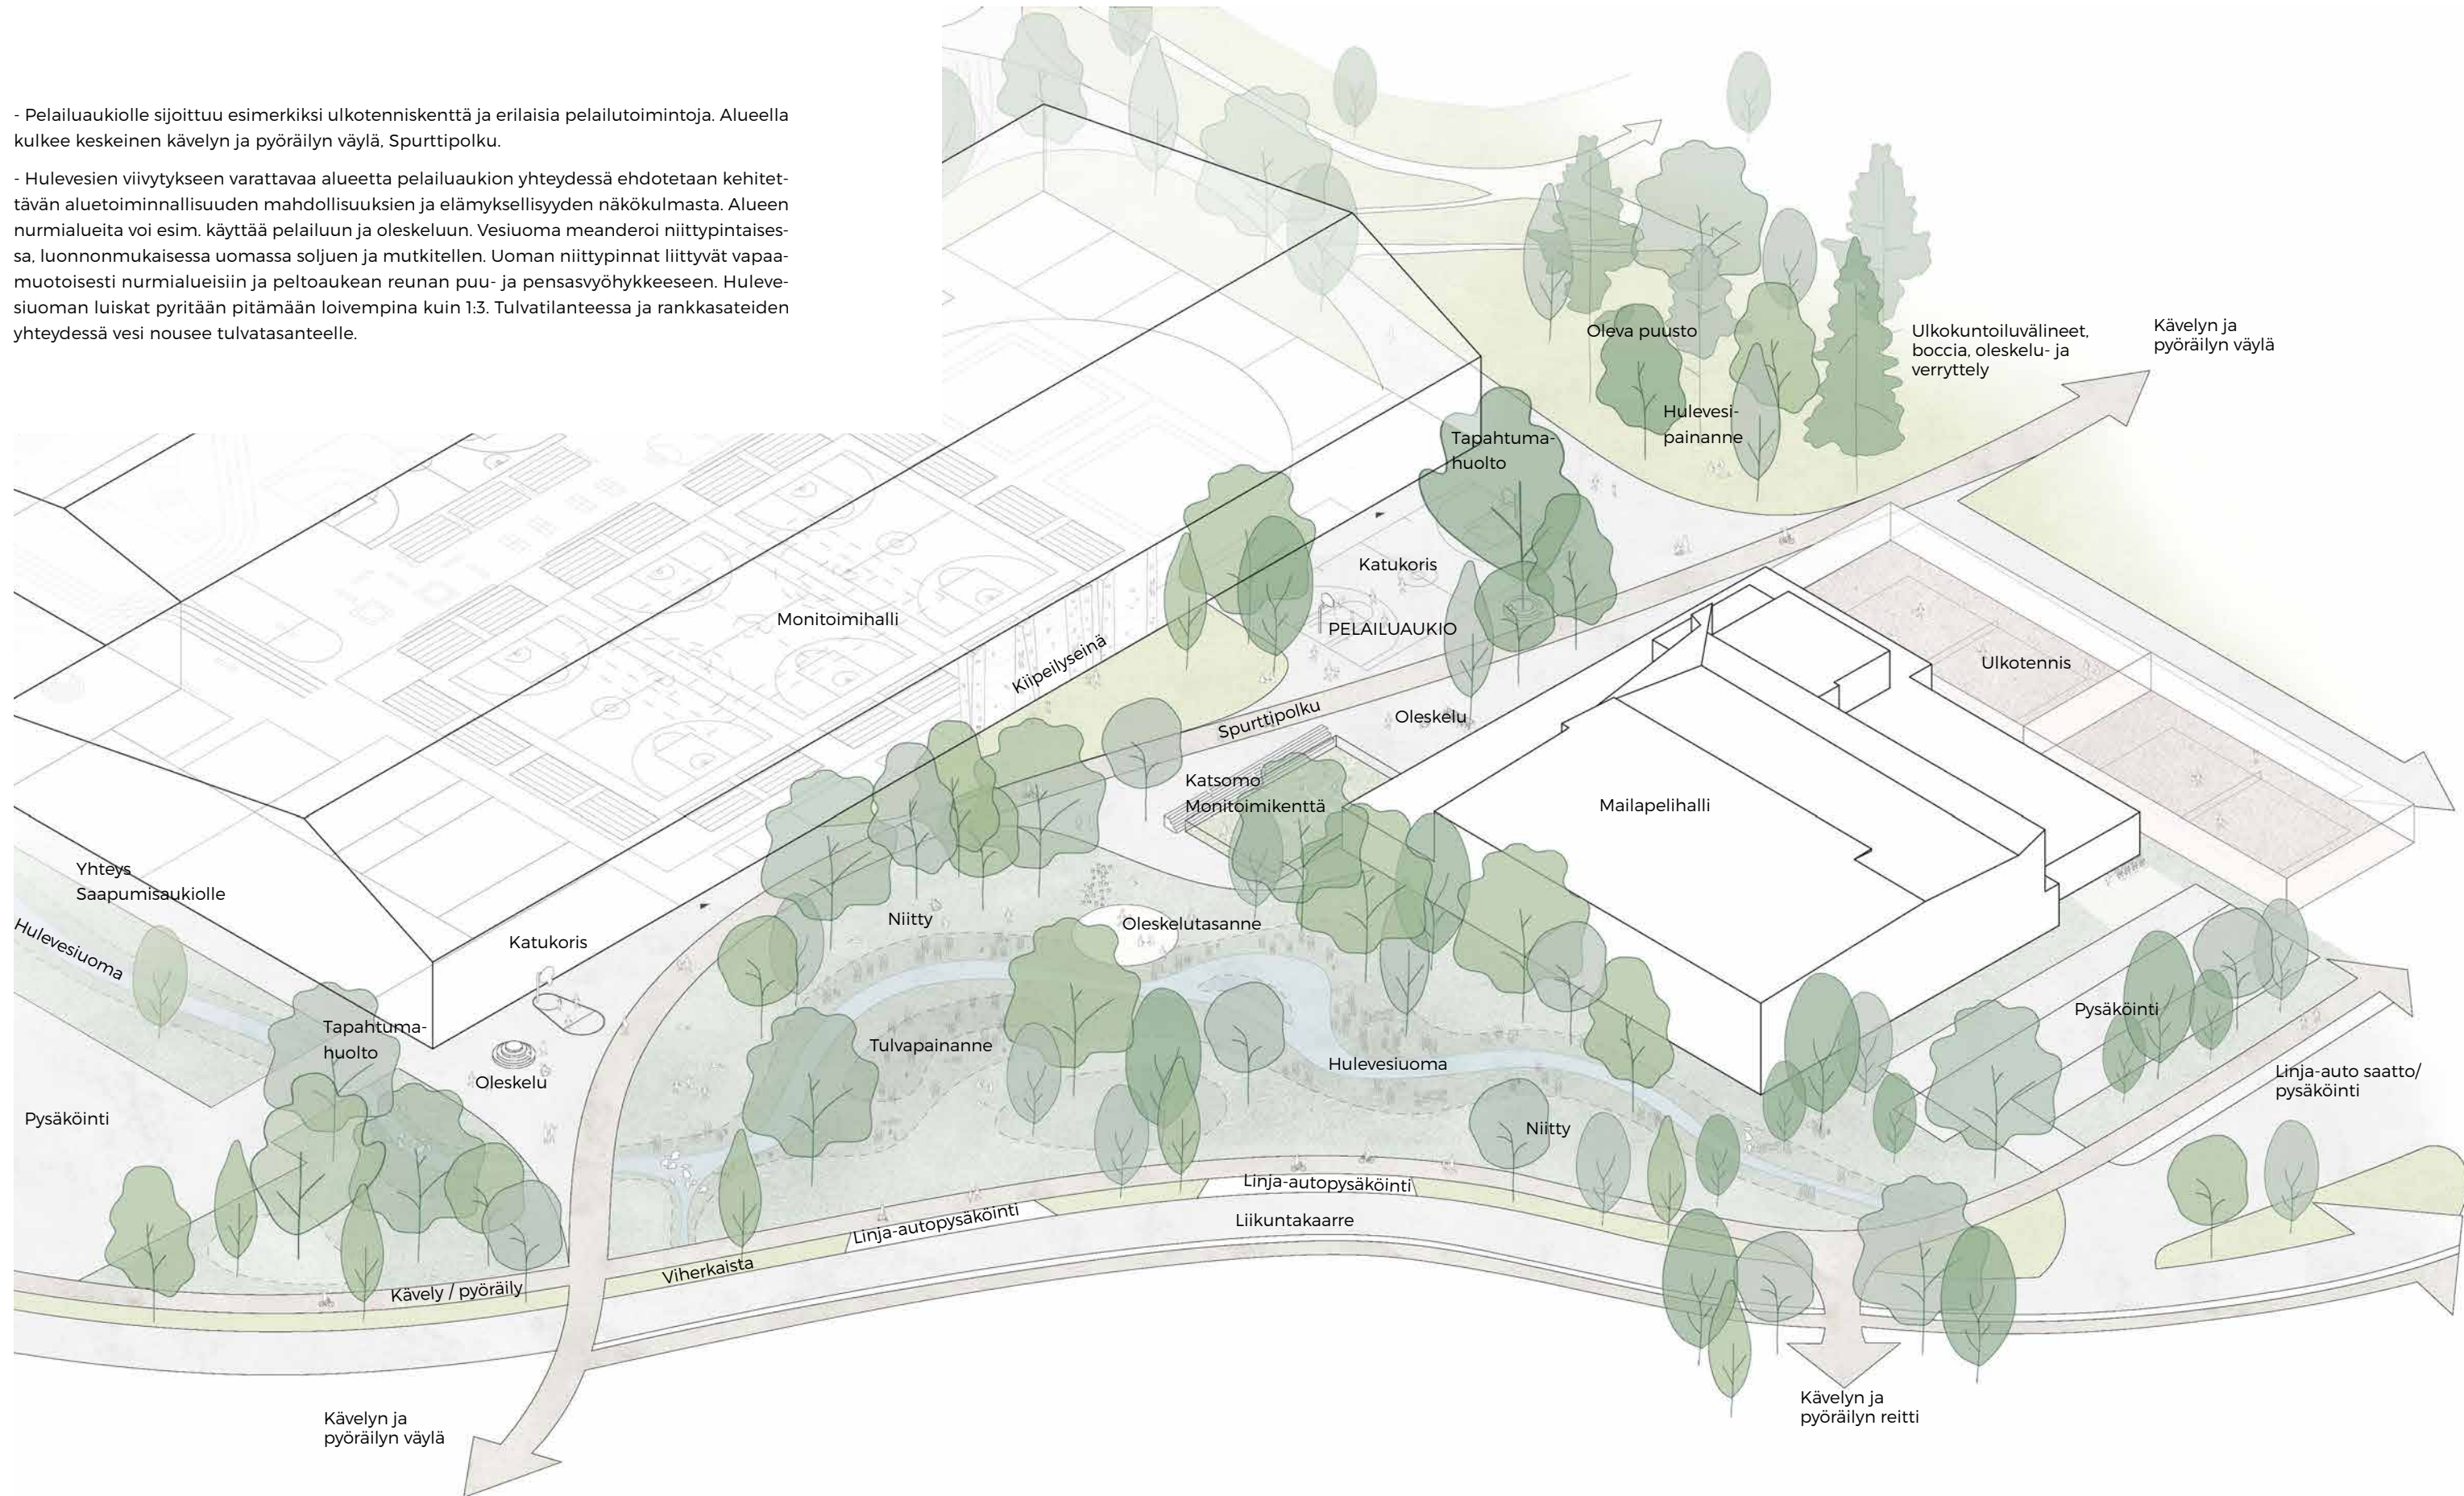 - Pelailuaukiolle sijoittuu esimerkiksi ulkotenniskenttä ja erilaisia pelailutoimintoja. Alueella
kulkee keskeinen kävelyn ja pyöräilyn väylä, Spurttipolku.
- Hulevesien viivytykseen varattavaa aluetta pelailuaukion yhteydessä ehdotetaan kehitet-
tävän aluetoiminnallisuuden mahdollisuuksien ja elämyksellisyyden näkökulmasta. Alueen
nurmialueita voi esim. käyttää pelailuun ja oleskeluun. Vesiuoma meanderoi niittypintaises-
sa, luonnonmukaisessa uomassa soljuen ja mutkitellen. Uoman niittypinnat liittyvät vapaa-
muotoisesti nurmialueisiin ja peltoaukean reunan puu- ja pensasvyöhykkeeseen. Huleve-
siuoman luiskat pyritään pitämään loivempina kuin 1:3. Tulvatilanteessa ja rankkasateiden
yhteydessä vesi nousee tulvatasanteelle.
Oleva puusto
Ulkokuntoiluvälineet,
boccia, oleskelu- ja
verryttely
Kävelyn ja
pyöräilyn väylä
Hulevesi-
painanne
Tapahtuma-
huolto
Katukoris
Monitoimihalli
PELAILUAUKIO
Kiipeilyseinä
Ulkotennis
Spurttipolku
Oleskelu
Katsomo
Monitoimikenttä
Mailapelihalli
Yhteys
Saapumisaukiolle
Niitty
Oleskelutasanne
Hulevesiuoma
Katukoris
Tapahtuma-
huolto
Tulvapainanne
Pysäköinti
Hulevesiuoma
Oleskelu
Linja-auto saatto/
pysäköinti
Pysäköinti
Niitty
Linja-autopysäköinti
Linja-autopysäköinti
Liikuntakaarre
Viherkaista
Kävely / pyöräily
Kävelyn ja
pyöräilyn väylä
Kävelyn ja
pyöräilyn reitti